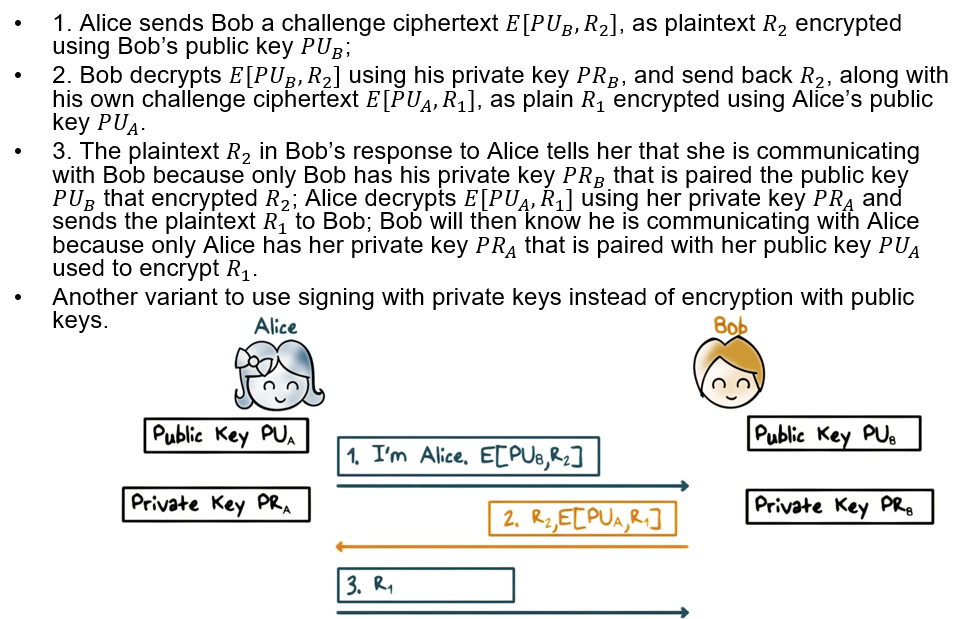 • 1. Alice sends Bob a challenge ciphertext E[PU_B, R_2], as plaintext R_2 encrypted
using Bob’s public key PU_B;
• 2. Bob decrypts E[PU_B, R_2] using his private key PR_B, and send back R_2, along with
his own challenge ciphertext E[PU_A, R_1], as plain R_1 encrypted using Alice’s public
key PU_A.
• 3. The plaintext R_2 in Bob’s response to Alice tells her that she is communicating
with Bob because only Bob has his private key PR_B that is paired the public key
PU_B that encrypted R_2; Alice decrypts E[PU_A, R_1] using her private key PR_A and
sends the plaintext R_1 to Bob; Bob will then know he is communicating with Alice
because only Alice has her private key PR_A that is paired with her public key PU_A
used to encrypt R_1.
• Another variant to use signing with private keys instead of encryption with public
keys.
Alice
Bob
Public Key PU_A
Public Key PU_B
1. I'm Alice. E[PU_B,R_2]
Private Key PR_A
Private Key PR_B
2. R_2,E[PU_A,R_1]
3. R_1